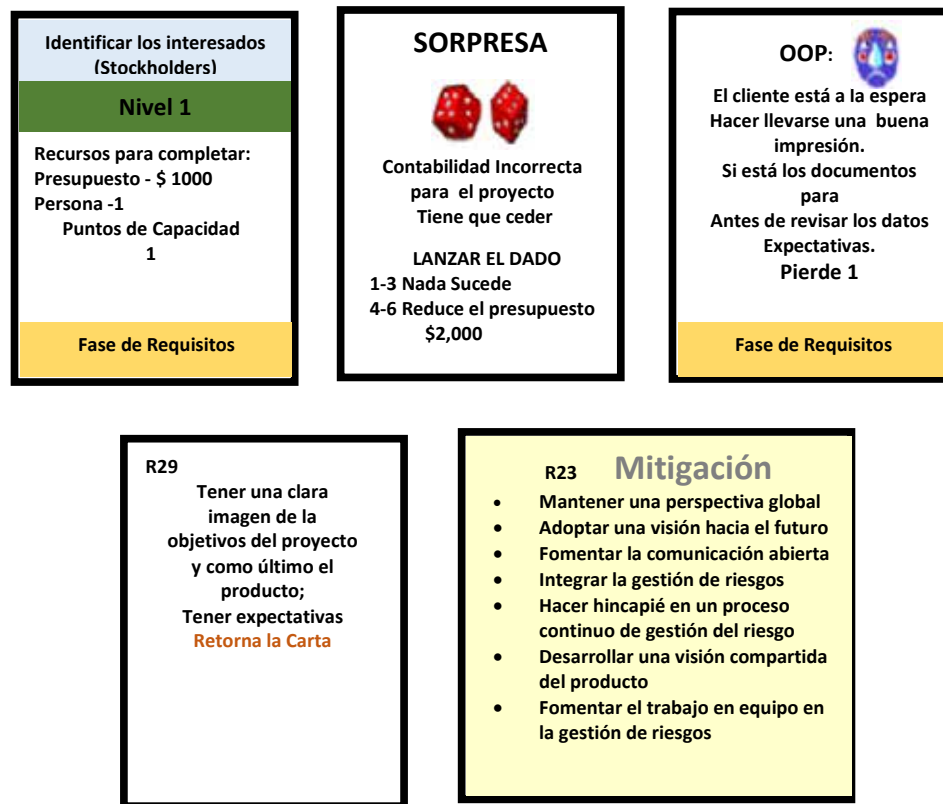 Identificar los interesados
(Stockholders)
Nivel 1
Recursos para completar:
Presupuesto - $ 1000
Persona -1
Puntos de Capacidad
1
Fase de Requisitos
SORPRESA
Contabilidad Incorrecta
para el proyecto
Tiene que ceder
LANZAR EL DADO
1-3 Nada Sucede
4-6 Reduce el presupuesto
$2,000
OOP:
El cliente está a la espera
Hacer llevarse una buena
impresión.
Si está los documentos
para
Antes de revisar los datos
Expectativas.
Pierde 1
Fase de Requisitos
R29
Tener una clara
imagen de la
objetivos del proyecto
y como último el
producto;
Tener expectativas
Retorna la Carta
R23 Mitigación
• Mantener una perspectiva global
• Adoptar una visión hacia el futuro
• Fomentar la comunicación abierta
• Integrar la gestión de riesgos
• Hacer hincapié en un proceso
continuo de gestión del riesgo
• Desarrollar una visión compartida
del producto
• Fomentar el trabajo en equipo en
la gestión de riesgos